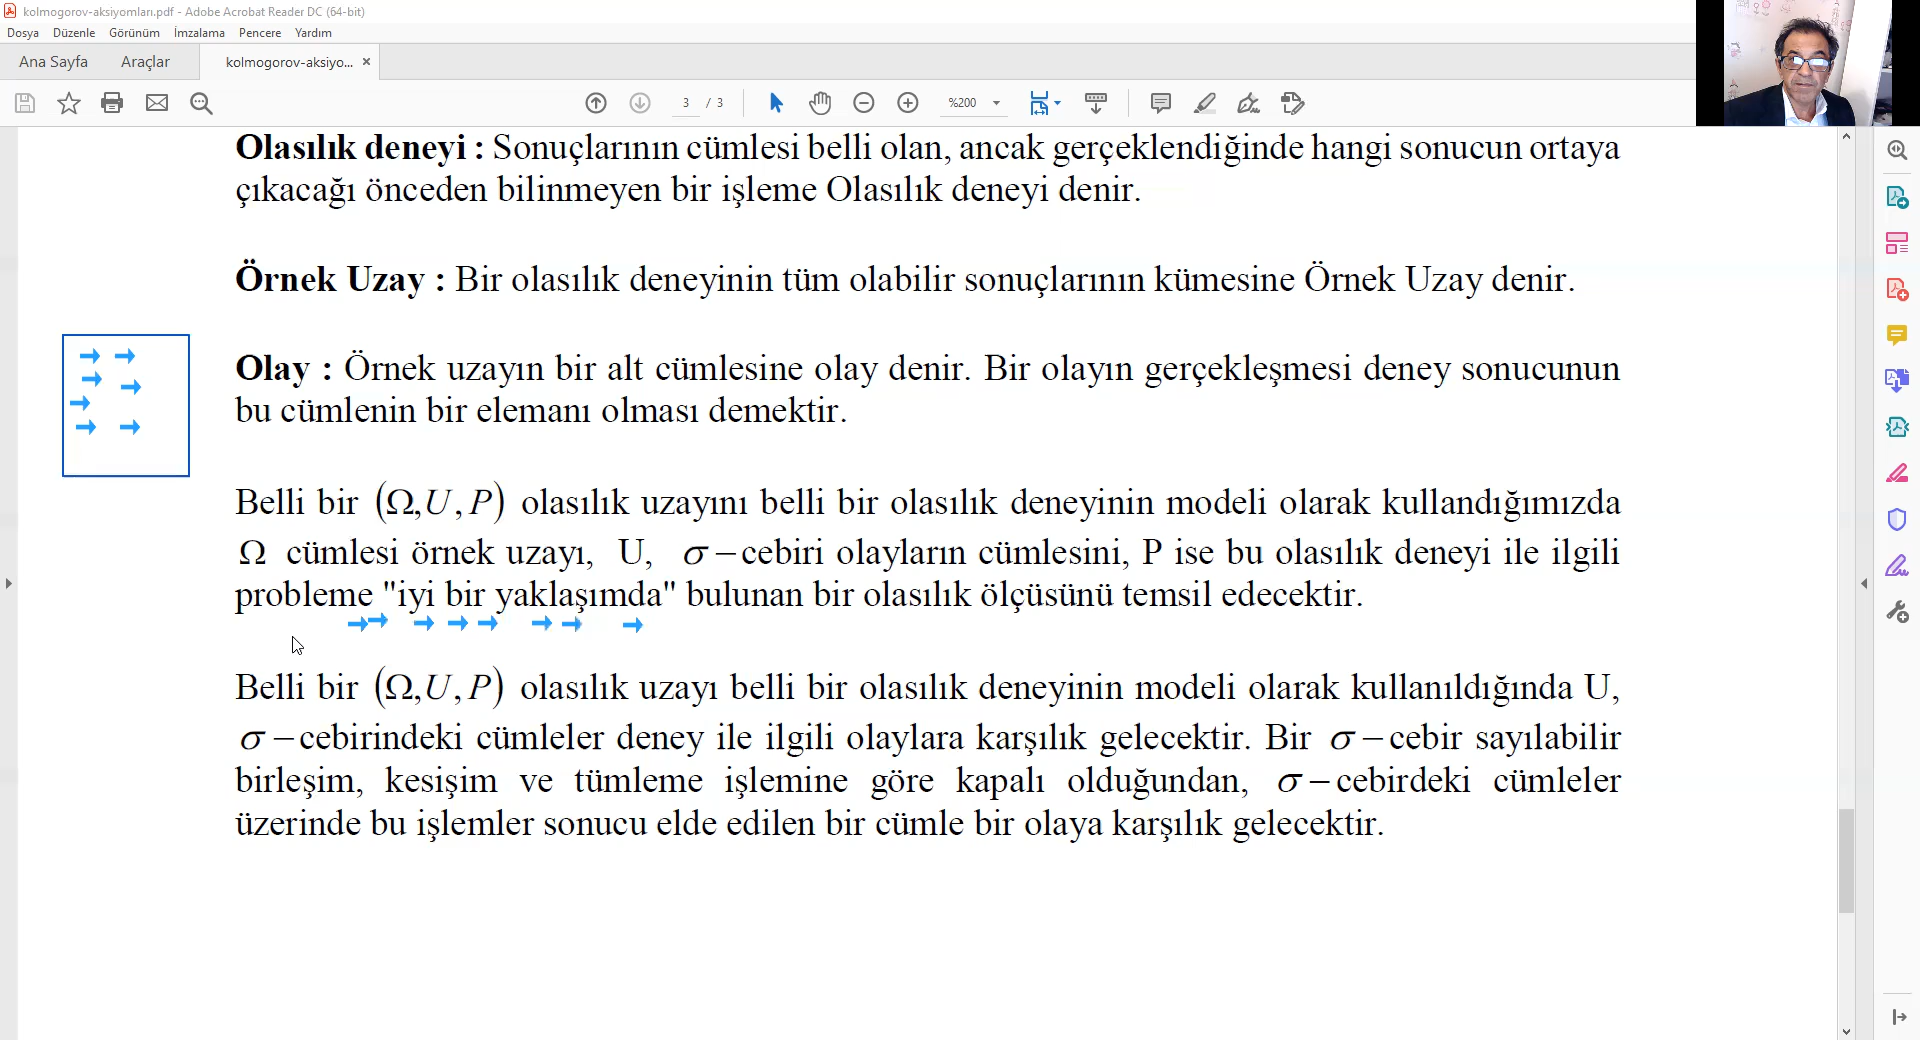 kolmogorov-aksiyomları.pdf - Adobe Acrobat Reader DC (64-bit)
Dosya Düzenle Görünüm İmzalama Pencere Yardım
Ana Sayfa Araçlar kolmogorov-aksiyo... ×
3 / 3 %200
Olasılık deneyi : Sonuçlarının cümlesi belli olan, ancak gerçeklendiğinde hangi sonucun ortaya
çıkacağı önceden bilinmeyen bir işleme Olasılık deneyi denir.
Örnek Uzay : Bir olasılık deneyinin tüm olabilir sonuçlarının kümesine Örnek Uzay denir.
Olay : Örnek uzayın bir alt cümlesine olay denir. Bir olayın gerçekleşmesi deney sonucunun
bu cümlenin bir elemanı olması demektir.
Belli bir (Ω,U,P) olasılık uzayını belli bir olasılık deneyinin modeli olarak kullandığımızda
Ω cümlesi örnek uzayı, U, σ−cebiri olayların cümlesini, P ise bu olasılık deneyi ile ilgili
probleme "iyi bir yaklaşımda" bulunan bir olasılık ölçüsünü temsil edecektir.
Belli bir (Ω,U,P) olasılık uzayı belli bir olasılık deneyinin modeli olarak kullanıldığında U,
σ−cebirindeki cümleler deney ile ilgili olaylara karşılık gelecektir. Bir σ−cebir sayılabilir
birleşim, kesişim ve tümleme işlemine göre kapalı olduğundan, σ−cebirdeki cümleler
üzerinde bu işlemler sonucu elde edilen bir cümle bir olaya karşılık gelecektir.